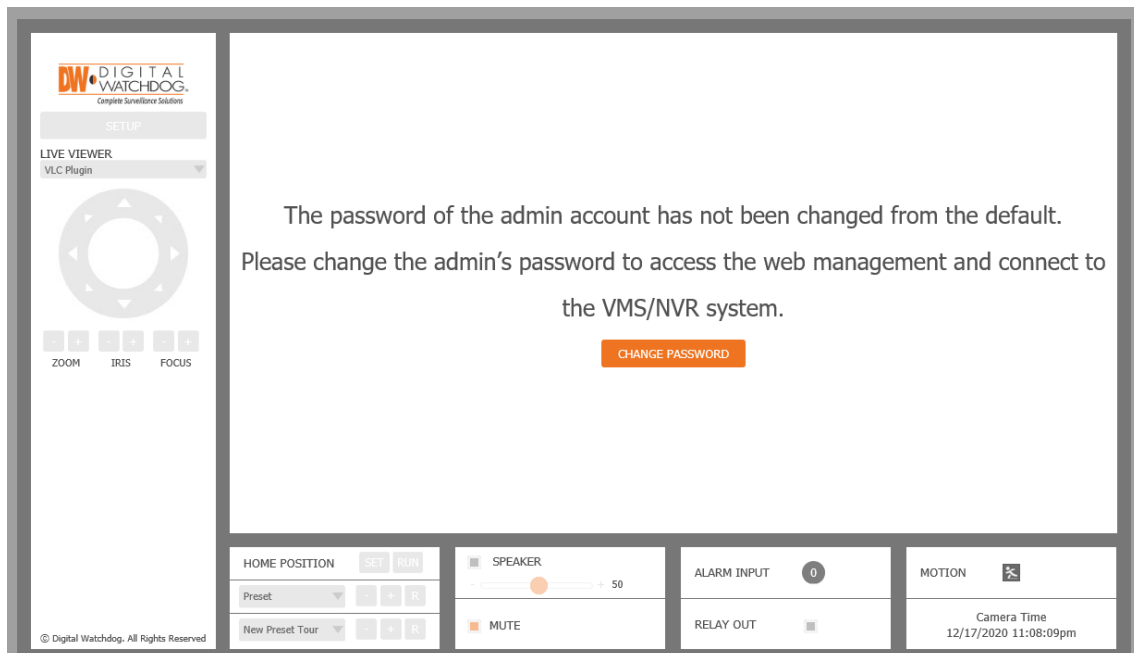 DW DIGITAL
WATCHDOG®
Complete Surveillance Solutions
SETUP
LIVE VIEWER
VLC Plugin
- + - + - +
ZOOM IRIS FOCUS
© Digital Watchdog. All Rights Reserved
The password of the admin account has not been changed from the default.
Please change the admin’s password to access the web management and connect to
the VMS/NVR system.
CHANGE PASSWORD
HOME POSITION SET RUN
Preset - + R
New Preset Tour - + R
SPEAKER
- + 50
MUTE
ALARM INPUT 0
RELAY OUT
MOTION
Camera Time
12/17/2020 11:08:09pm